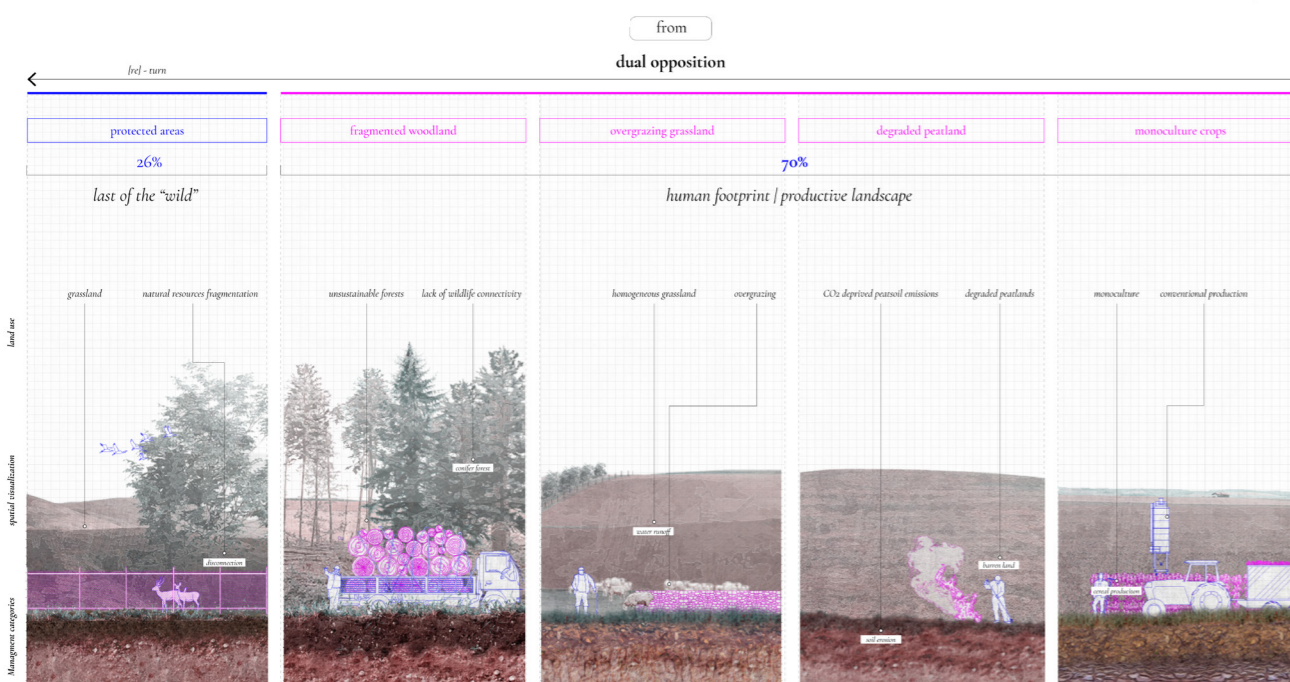 from
dual opposition
[re] - turn
protected areas
fragmented woodland
overgrazing grassland
degraded peatland
monoculture crops
26%
70%
last of the “wild”
human footprint | productive landscape
grassland
natural resources fragmentation
unsustainable forests
lack of wildlife connectivity
homogeneous grassland
overgrazing
CO2 deprived peatsoil emissions
degraded peatlands
monoculture
conventional production
land use
conifer forest
spatial visualization
water runoff
disconnection
barren land
cereal production
Managment categories
soil erosion